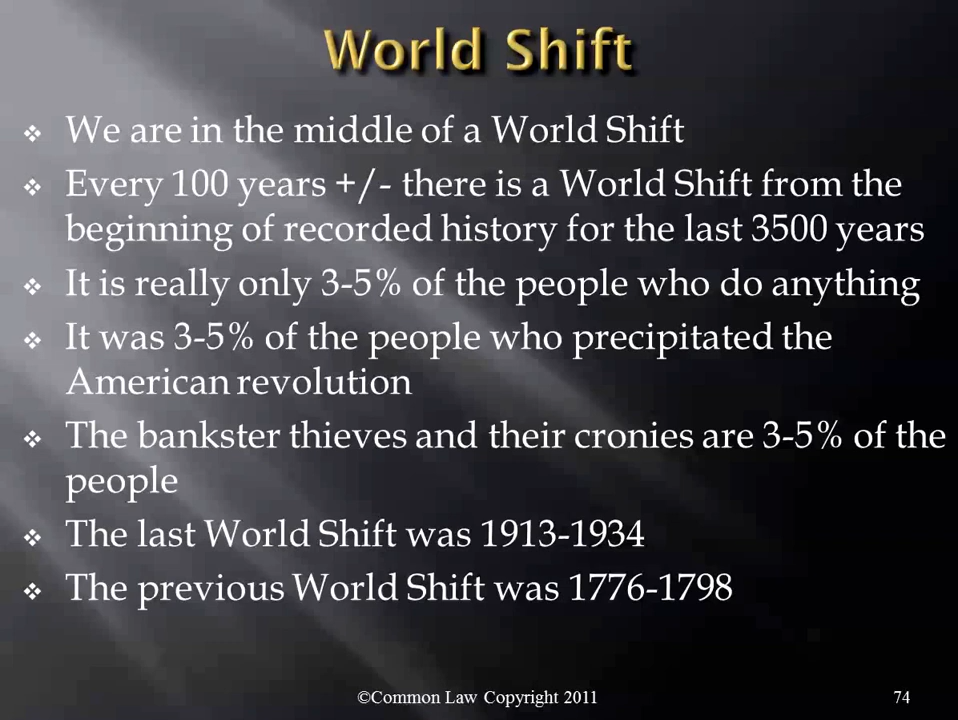 World Shift
❖ We are in the middle of a World Shift
❖ Every 100 years +/- there is a World Shift from the
beginning of recorded history for the last 3500 years
❖ It is really only 3-5% of the people who do anything
❖ It was 3-5% of the people who precipitated the
American revolution
❖ The bankster thieves and their cronies are 3-5% of the
people
❖ The last World Shift was 1913-1934
❖ The previous World Shift was 1776-1798
©Common Law Copyright 2011
74